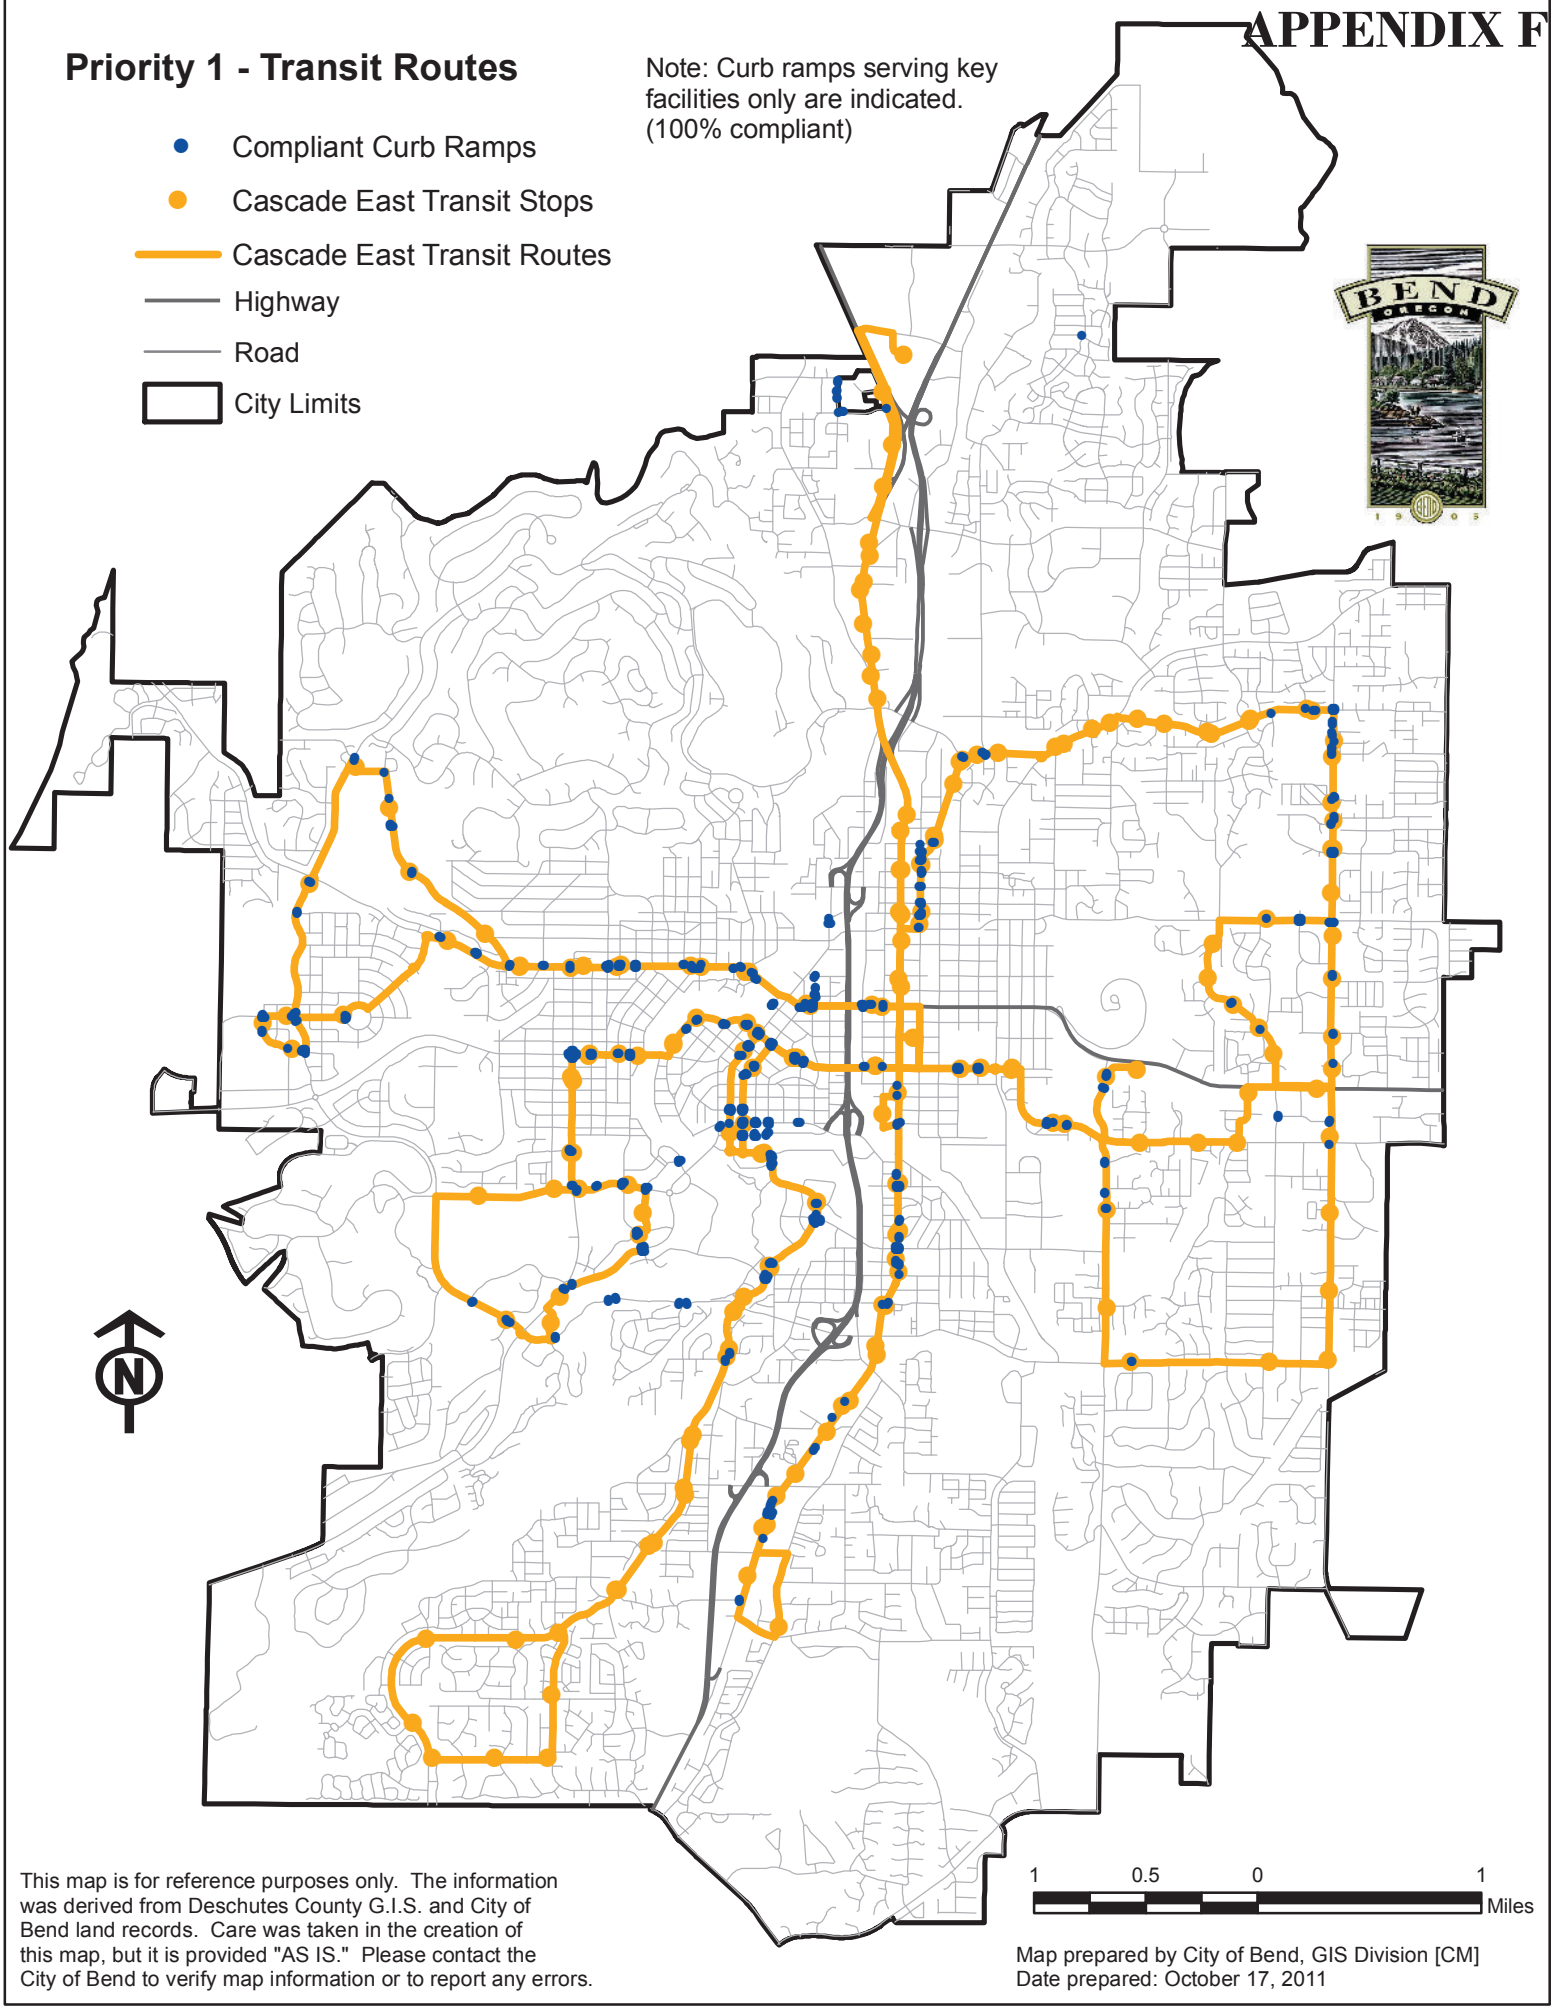 APPENDIX F
Priority 1 - Transit Routes
Note: Curb ramps serving key
facilities only are indicated.
(100% compliant)
Compliant Curb Ramps
Cascade East Transit Stops
Cascade East Transit Routes
Highway
Road
City Limits
BEND
OREGON
BEND
1905
N
This map is for reference purposes only.  The information
was derived from Deschutes County G.I.S. and City of
Bend land records.  Care was taken in the creation of
this map, but it is provided "AS IS."  Please contact the
City of Bend to verify map information or to report any errors.
1 0.5 0 1
Miles
Map prepared by City of Bend, GIS Division [CM]
Date prepared: October 17, 2011